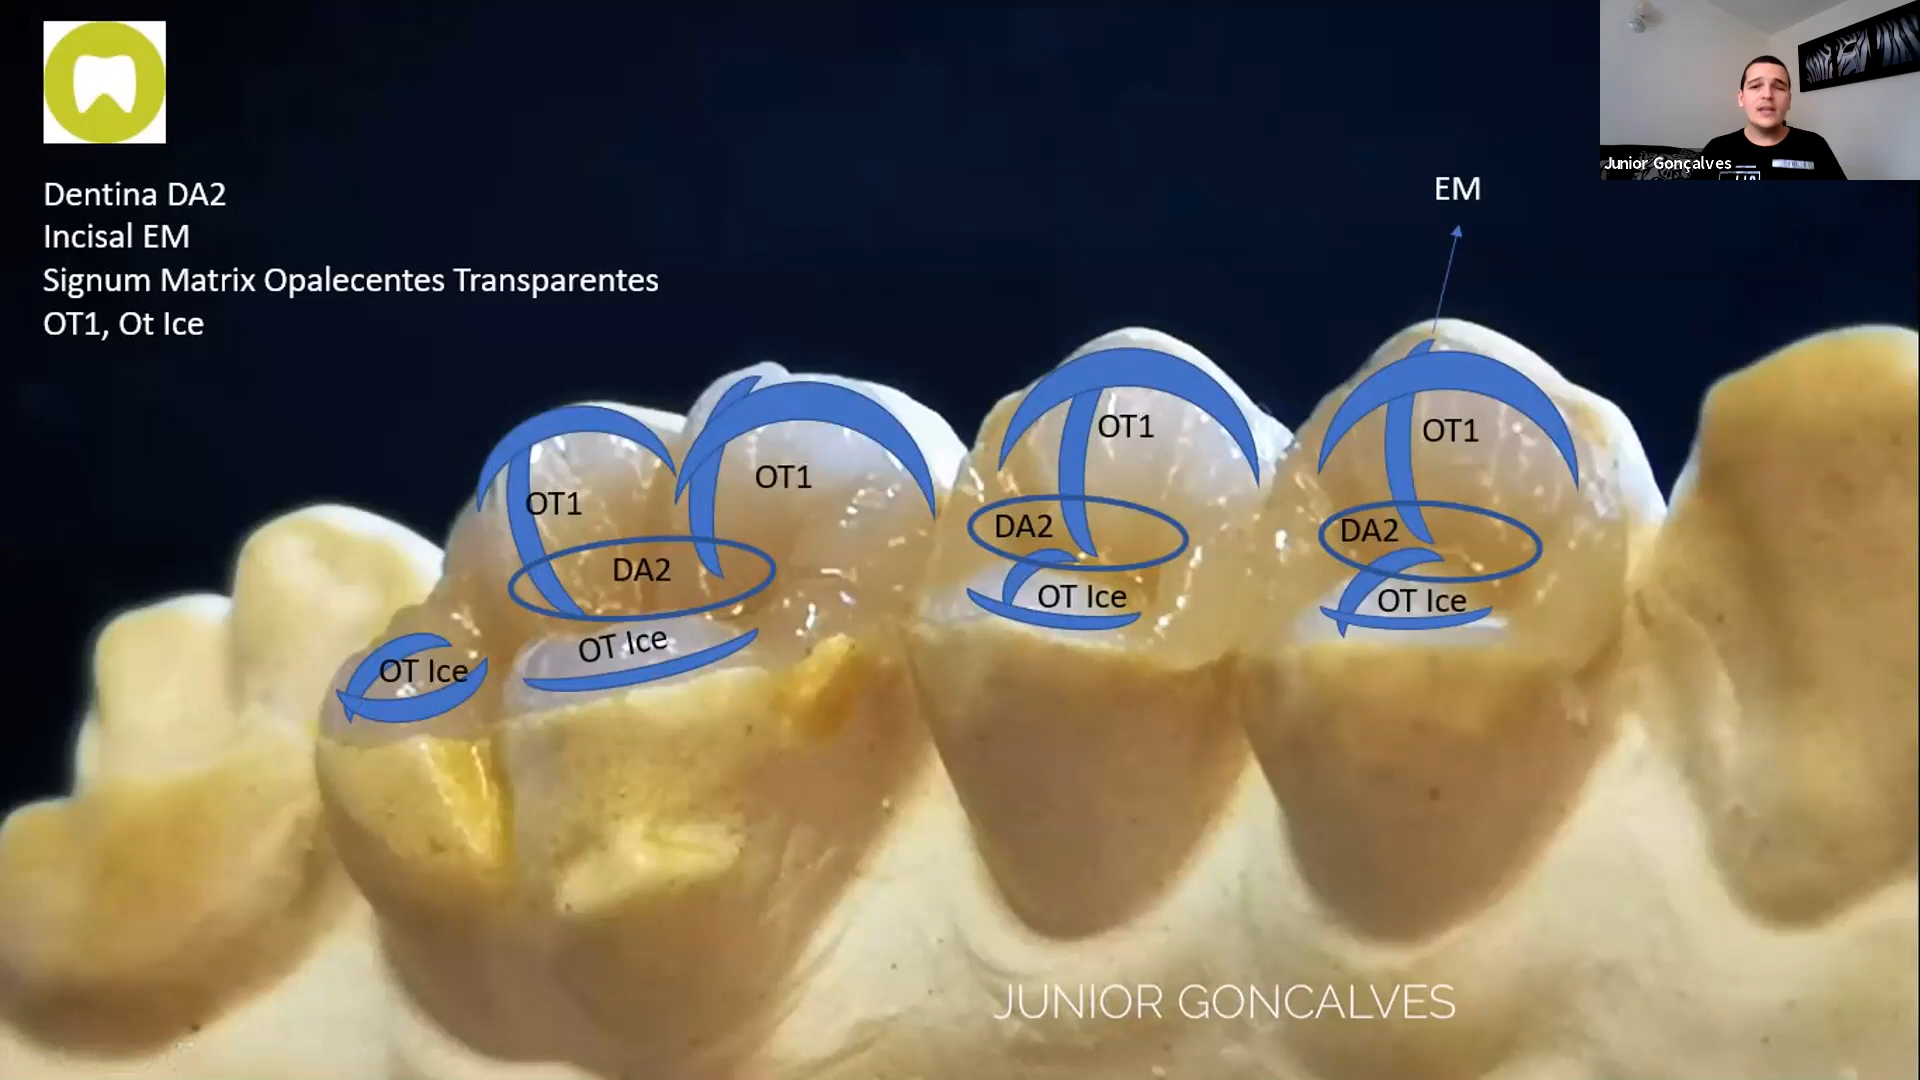 Junior Gonçalves
Dentina DA2
Incisal EM
Signum Matrix Opalecentes Transparentes
OT1, Ot Ice
EM
OT1
OT1
OT1
OT1
DA2
DA2
DA2
OT Ice
OT Ice
OT Ice
OT Ice
JUNIOR GONCALVES